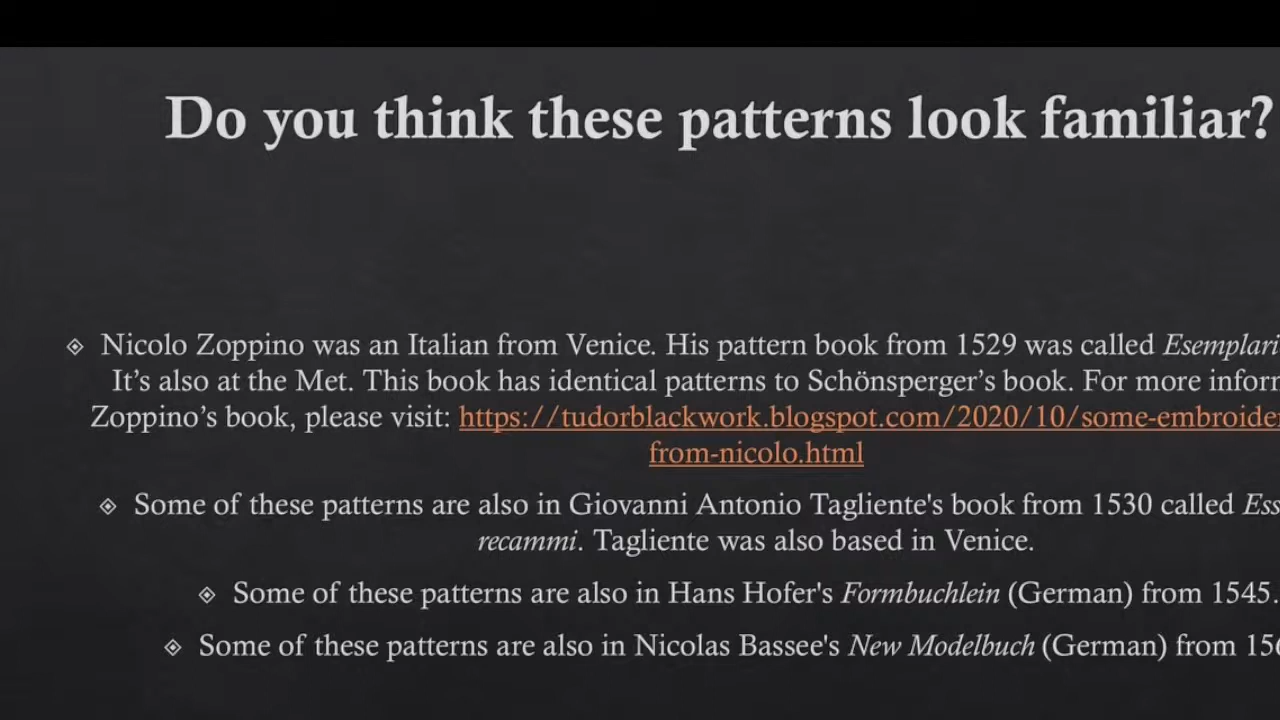 Do you think these patterns look familiar?
Nicolo Zoppino was an Italian from Venice. His pattern book from 1529 was called
It’s also at the Met. This book has identical patterns to Schönsperger’s book. For more
Zoppino’s book, please visit: https://tudorblackwork.blogspot.com/2020/10/some-embroide
from-nicolo.html
Some of these patterns are also in Giovanni Antonio Tagliente's book from 1530 called
recammi. Tagliente was also based in Venice.
Some of these patterns are also in Hans Hofer's Formbuchlein (German) from 1545.
Some of these patterns are also in Nicolas Bassee's New Modelbuch (German) from